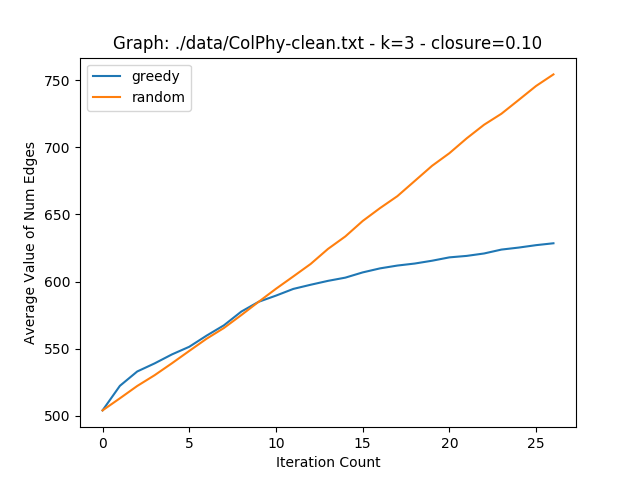 Graph: ./data/ColPhy-clean.txt - k=3 - closure=0.10
greedy
random
Average Value of Num Edges
750
700
650
600
550
500
0 5 10 15 20 25
Iteration Count